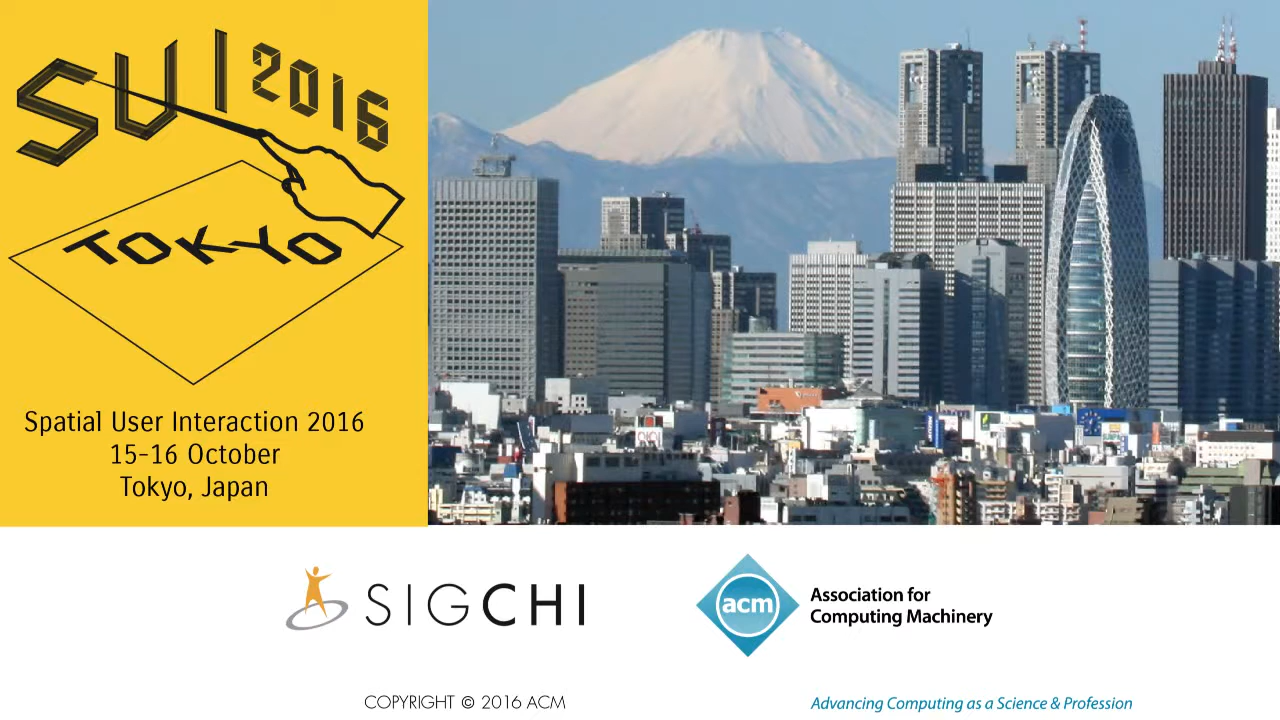 SUI 2016
TOKYO
Spatial User Interaction 2016
15-16 October
Tokyo, Japan
SIGCHI
acm
Association for
Computing Machinery
COPYRIGHT © 2016 ACM
Advancing Computing as a Science & Profession